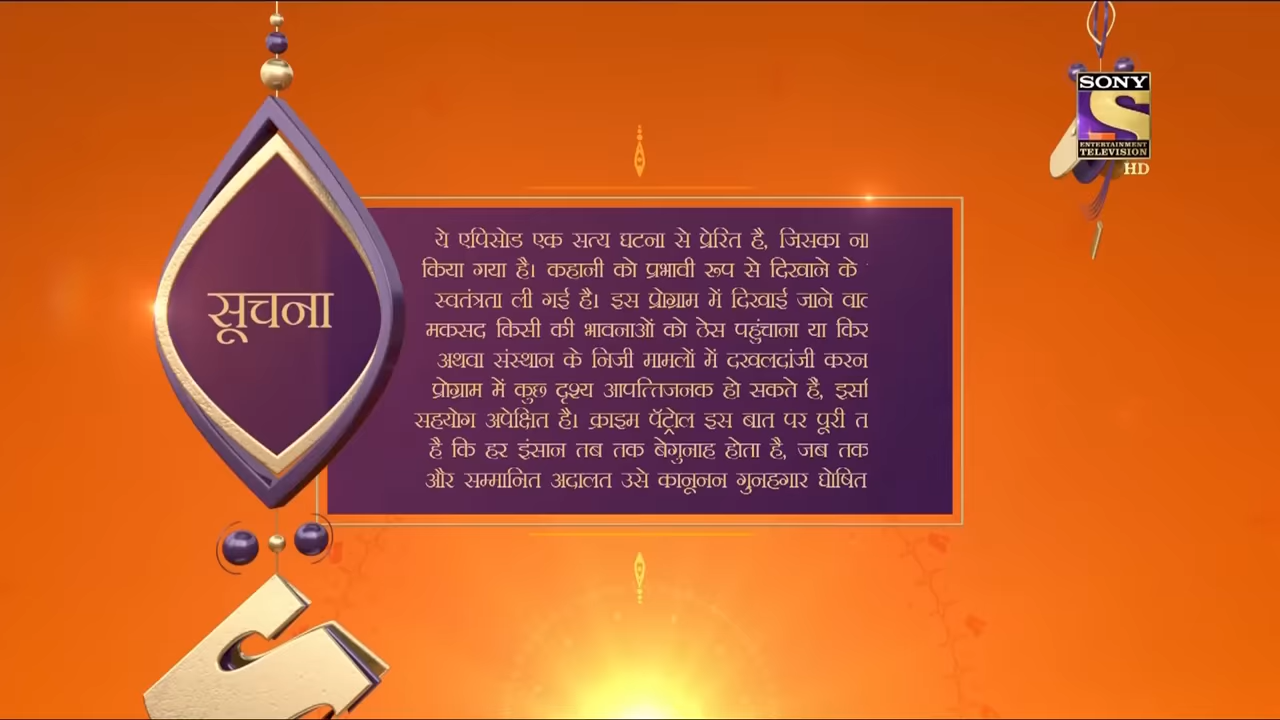 SONY
ENTERTAINMENT
TELEVISION
HD
सूचना
ये एपिसोड एक सत्य घटना से प्रेरित है, जिसका ना
किया गया है। कहानी को प्रभावी रूप से दिखाने के
स्वतंत्रता ली गई है। इस प्रोग्राम में दिखाई जाने वाल
मकसद किसी की भावनाओं को ठेस पहुंचाना या किस
अथवा संस्थान के निजी मामलों में दखलदांजी करन
प्रोग्राम में कुछ दृश्य आपत्तिजनक हो सकते है, इसलि
सहयोग अपेक्षित है। क्राइम पॅट्रोल इस बात पर पूरी त
है कि हर इंसान तब तक बेगुनाह होता है, जब तक
और सम्मानित अदालत उसे कानूनन गुनहगार घोषित